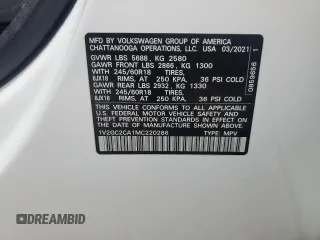 MFD. BY VOLKSWAGEN GROUP OF AMERICA
CHATTANOOGA OPERATIONS, LLC. USA 03/2021
GVWR LBS 5688 , KG 2580
GAWR FRONT LBS 2866 , KG 1300
WITH 245/60R18 TIRES,
8JX18 RIMS, AT 250 KPA, 36 PSI COLD
GAWR REAR LBS 2932 , KG 1330
WITH 245/60R18 TIRES,
8JX18 RIMS, AT 250 KPA, 36 PSI COLD
THIS VEHICLE CONFORMS TO ALL APPLICABLE
U.S. FEDERAL MOTOR VEHICLE SAFETY
STANDARDS IN EFFECT ON THE DATE OF
MANUFACTURE SHOWN ABOVE.
1V2GC2CA1MC220286 TYPE: MPV
DREAMBID